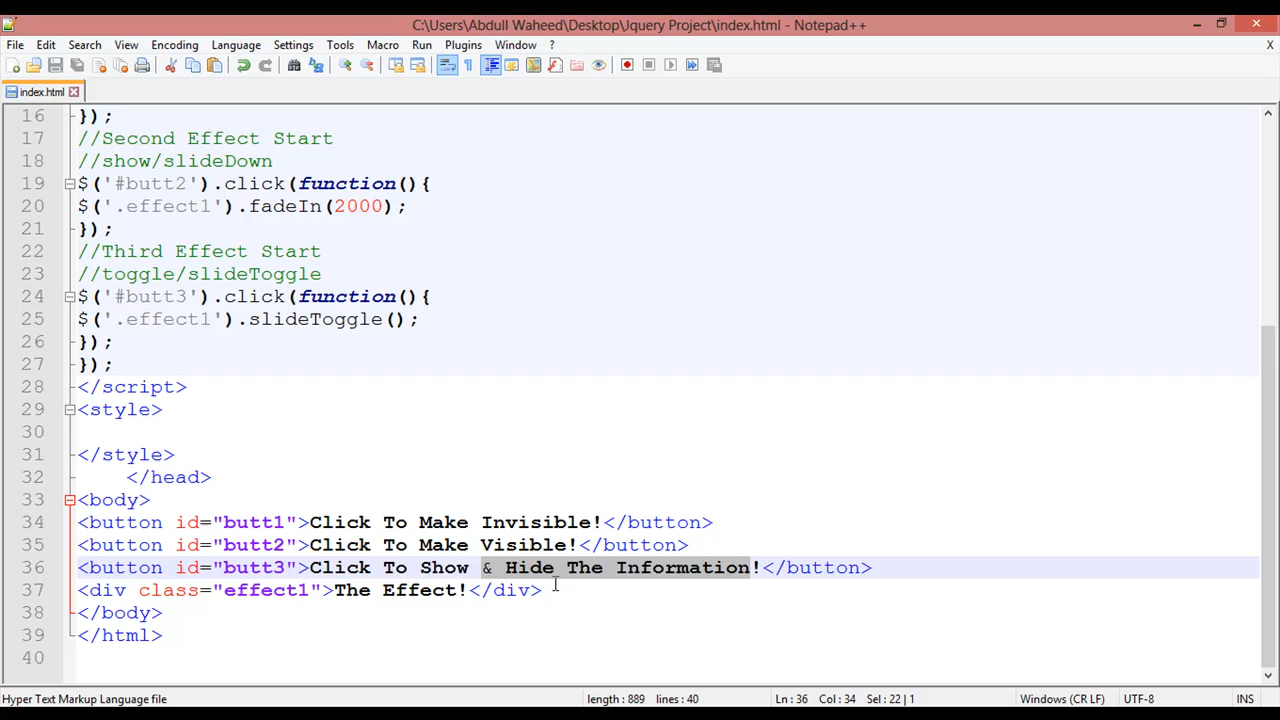 C:\Users\Abdull Waheed\Desktop\Jquery Project\index.html - Notepad++
File Edit Search View Encoding Language Settings Tools Macro Run Plugins Window ? X
index.html
16 });
17 //Second Effect Start
18 //show/slideDown
19 $('#butt2').click(function(){
20 $('.effect1').fadeIn(2000);
21 });
22 //Third Effect Start
23 //toggle/slideToggle
24 $('#butt3').click(function(){
25 $('.effect1').slideToggle();
26 });
27 });
28 </script>
29 <style>
30
31 </style>
32 </head>
33 <body>
34 <button id="butt1">Click To Make Invisible!</button>
35 <button id="butt2">Click To Make Visible!</button>
36 <button id="butt3">Click To Show & Hide The Information!</button>
37 <div class="effect1">The Effect!</div>
38 </body>
39 </html>
40
Hyper Text Markup Language file length : 889 lines : 40 Ln : 36 Col : 34 Sel : 22 | 1 Windows (CR LF) UTF-8 INS